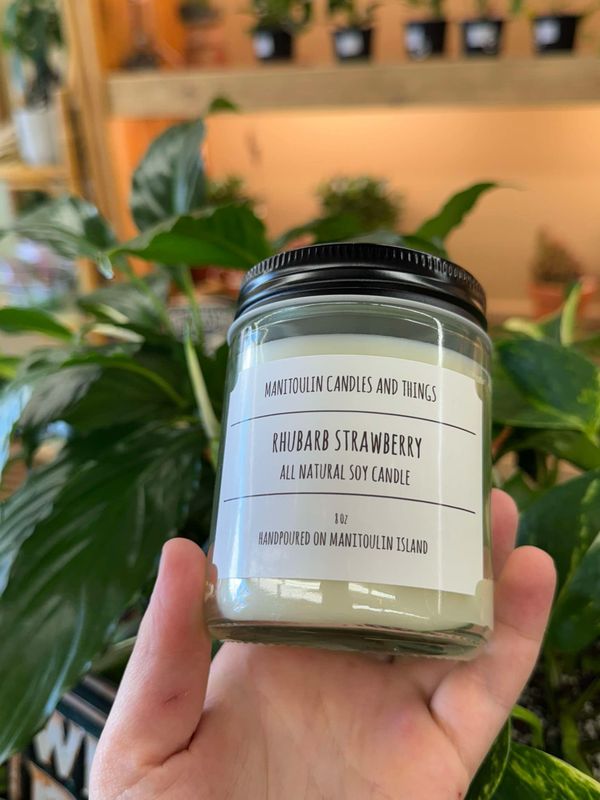 MANITOULIN CANDLES AND THINGS
RHUBARB STRAWBERRY
ALL NATURAL SOY CANDLE
8 OZ
HANDPOURED ON MANITOULIN ISLAND